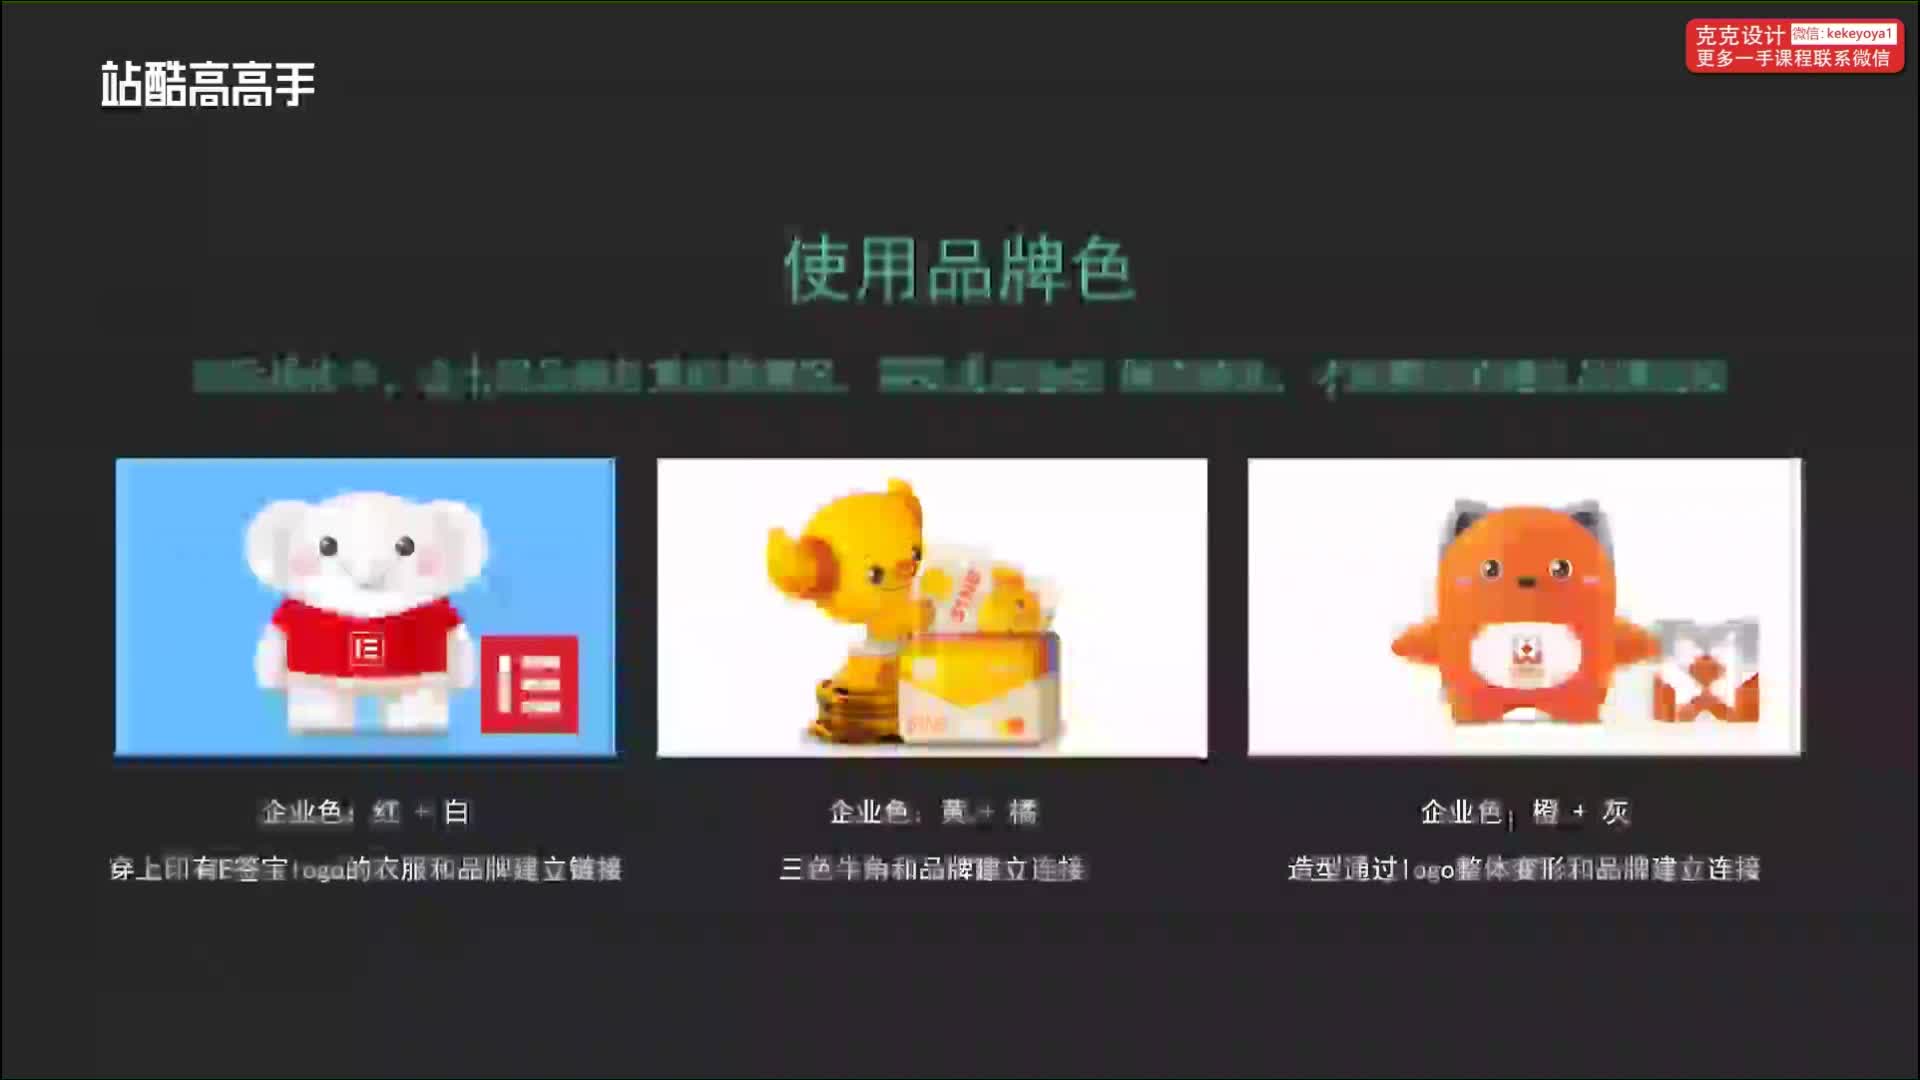 站酷高高手
克克设计 微信: kekeyoya1
更多一手课程联系微信
使用品牌色
企业色: 红 + 白
企业色: 黄 + 橘
企业色: 橙 + 灰
穿上印有E签宝logo的衣服和品牌建立链接
三色牛角和品牌建立连接
造型通过logo整体变形和品牌建立连接